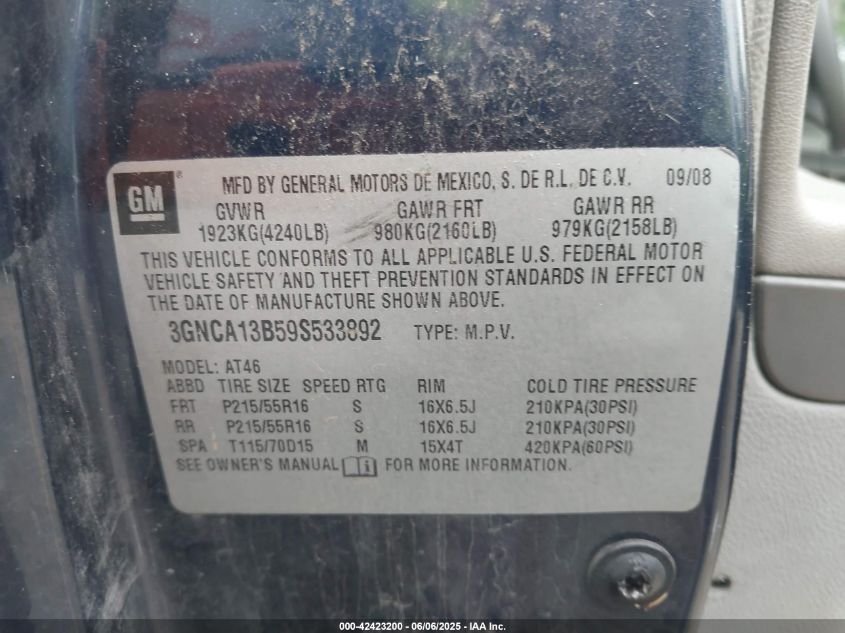 GM ® MFD BY GENERAL MOTORS DE MEXICO, S. DE R.L. DE C.V. 09/08
GVWR GAWR FRT GAWR RR
1923KG(4240LB) 980KG(2160LB) 979KG(2158LB)
THIS VEHICLE CONFORMS TO ALL APPLICABLE U.S. FEDERAL MOTOR
VEHICLE SAFETY AND THEFT PREVENTION STANDARDS IN EFFECT ON
THE DATE OF MANUFACTURE SHOWN ABOVE.
3GNCA13B59S533892 TYPE: M.P.V.
MODEL: AT46
ABBD TIRE SIZE SPEED RTG RIM COLD TIRE PRESSURE
FRT P215/55R16 S 16X6.5J 210KPA(30PSI)
RR P215/55R16 S 16X6.5J 210KPA(30PSI)
SPA T115/70D15 M 15X4T 420KPA(60PSI)
SEE OWNER'S MANUAL i FOR MORE INFORMATION.
000-42423200 - 06/06/2025 - IAA Inc.